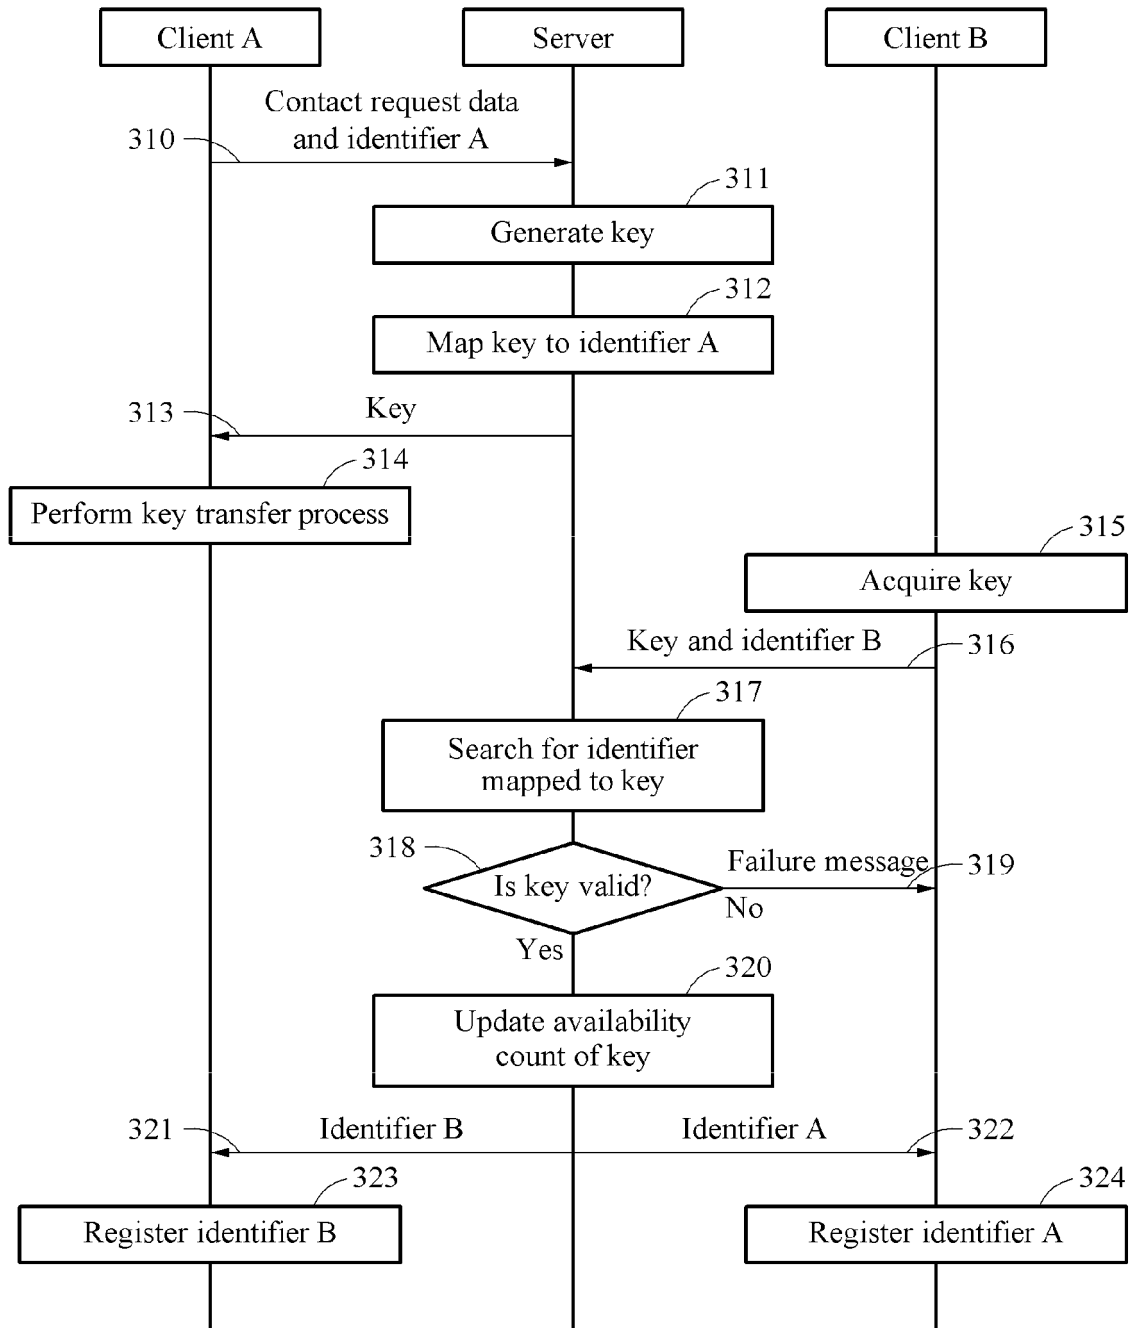 Client A
Server
Client B
Contact request data
and identifier A
310
311
Generate key
312
Map key to identifier A
313
Key
314
Perform key transfer process
315
Acquire key
Key and identifier B
316
317
Search for identifier
mapped to key
318
Is key valid?
Failure message
319
No
Yes
320
Update availability
count of key
321
Identifier B
Identifier A
322
323
Register identifier B
324
Register identifier A